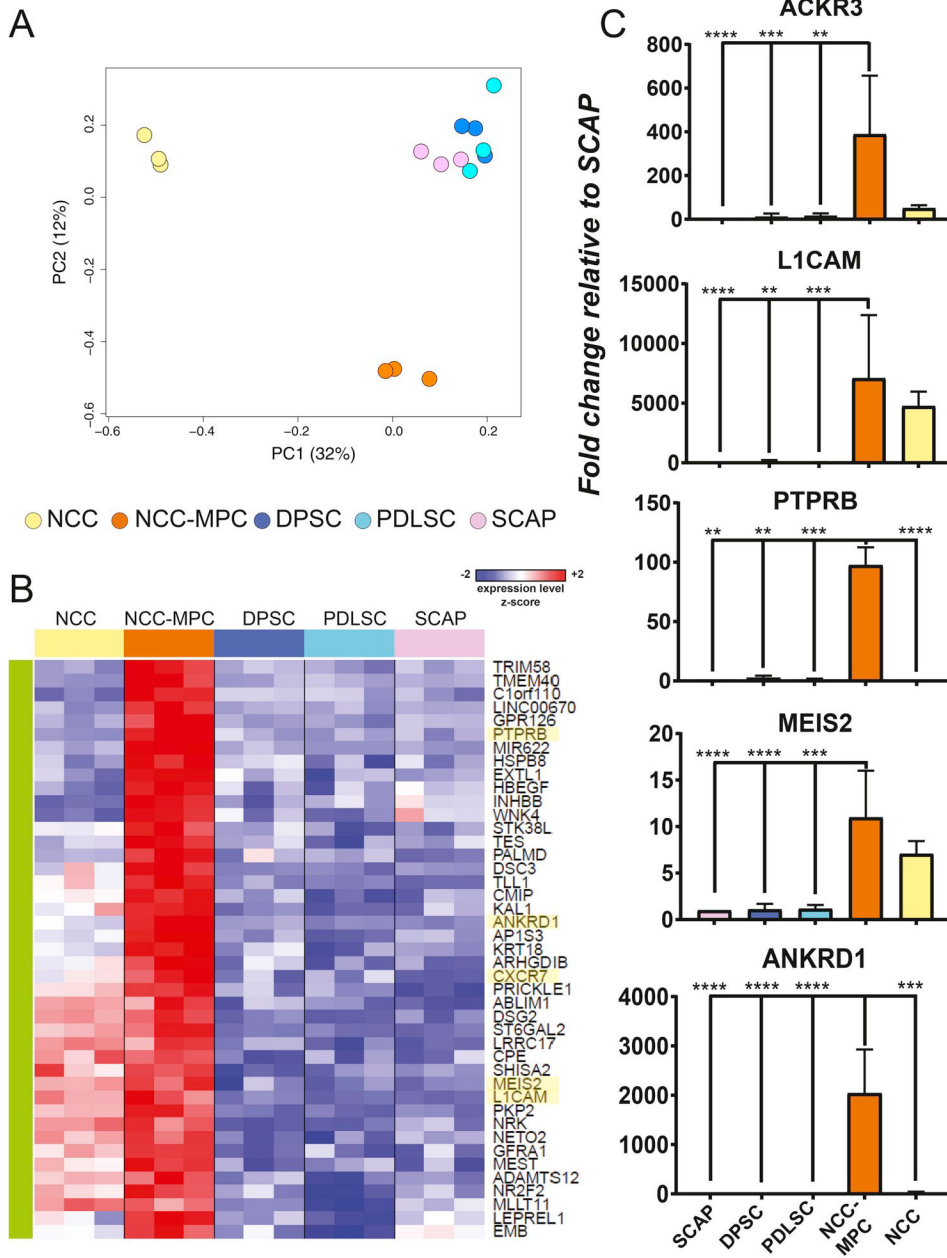 A
PC2 (12%)
0.2
0.0
−0.2
−0.4
−0.6
−0.6 −0.4 −0.2 0.0 0.2
PC1 (32%)
NCC NCC-MPC DPSC PDLSC SCAP
B
-2 +2
expression level
z-score
NCC NCC-MPC DPSC PDLSC SCAP
TRIM58
TMEM40
C1orf110
LINC00670
GPR126
PTPRB
MIR622
HSPB8
EXTL1
HBEGF
INHBB
WNK4
STK38L
TES
PALMD
DSC3
TLL1
CMIP
KAL1
ANKRD1
AP1S3
KRT18
ARHGDIB
CXCR7
PRICKLE1
ABLIM1
DSG2
ST6GAL2
LRRC17
CPE
SHISA2
MEIS2
L1CAM
PKP2
NRK
NETO2
GFRA1
MEST
ADAMTS12
NR2F2
MLLT11
LEPREL1
EMB
C
Fold change relative to SCAP
ACKR3
**** *** **
800
600
400
200
0
L1CAM
**** ** ***
15000
10000
5000
0
PTPRB
** ** *** ****
150
100
50
0
MEIS2
**** **** ***
20
15
10
5
0
ANKRD1
**** **** **** ***
4000
3000
2000
1000
0
SCAP DPSC PDLSC NCC-MPC NCC